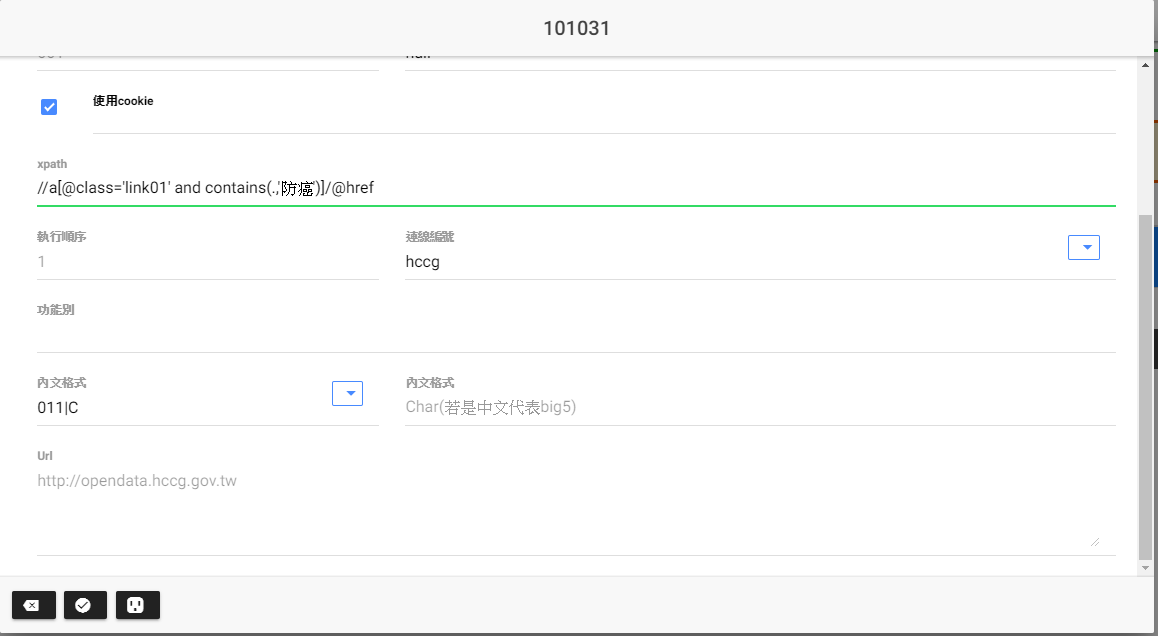 101031
使用cookie
xpath
//a[@class='link01' and contains(.,'防癌')]/@href
執行順序
連線編號
1
hccg
功能別
內文格式
內文格式
011|C
Char(若是中文代表big5)
Url
http://opendata.hccg.gov.tw